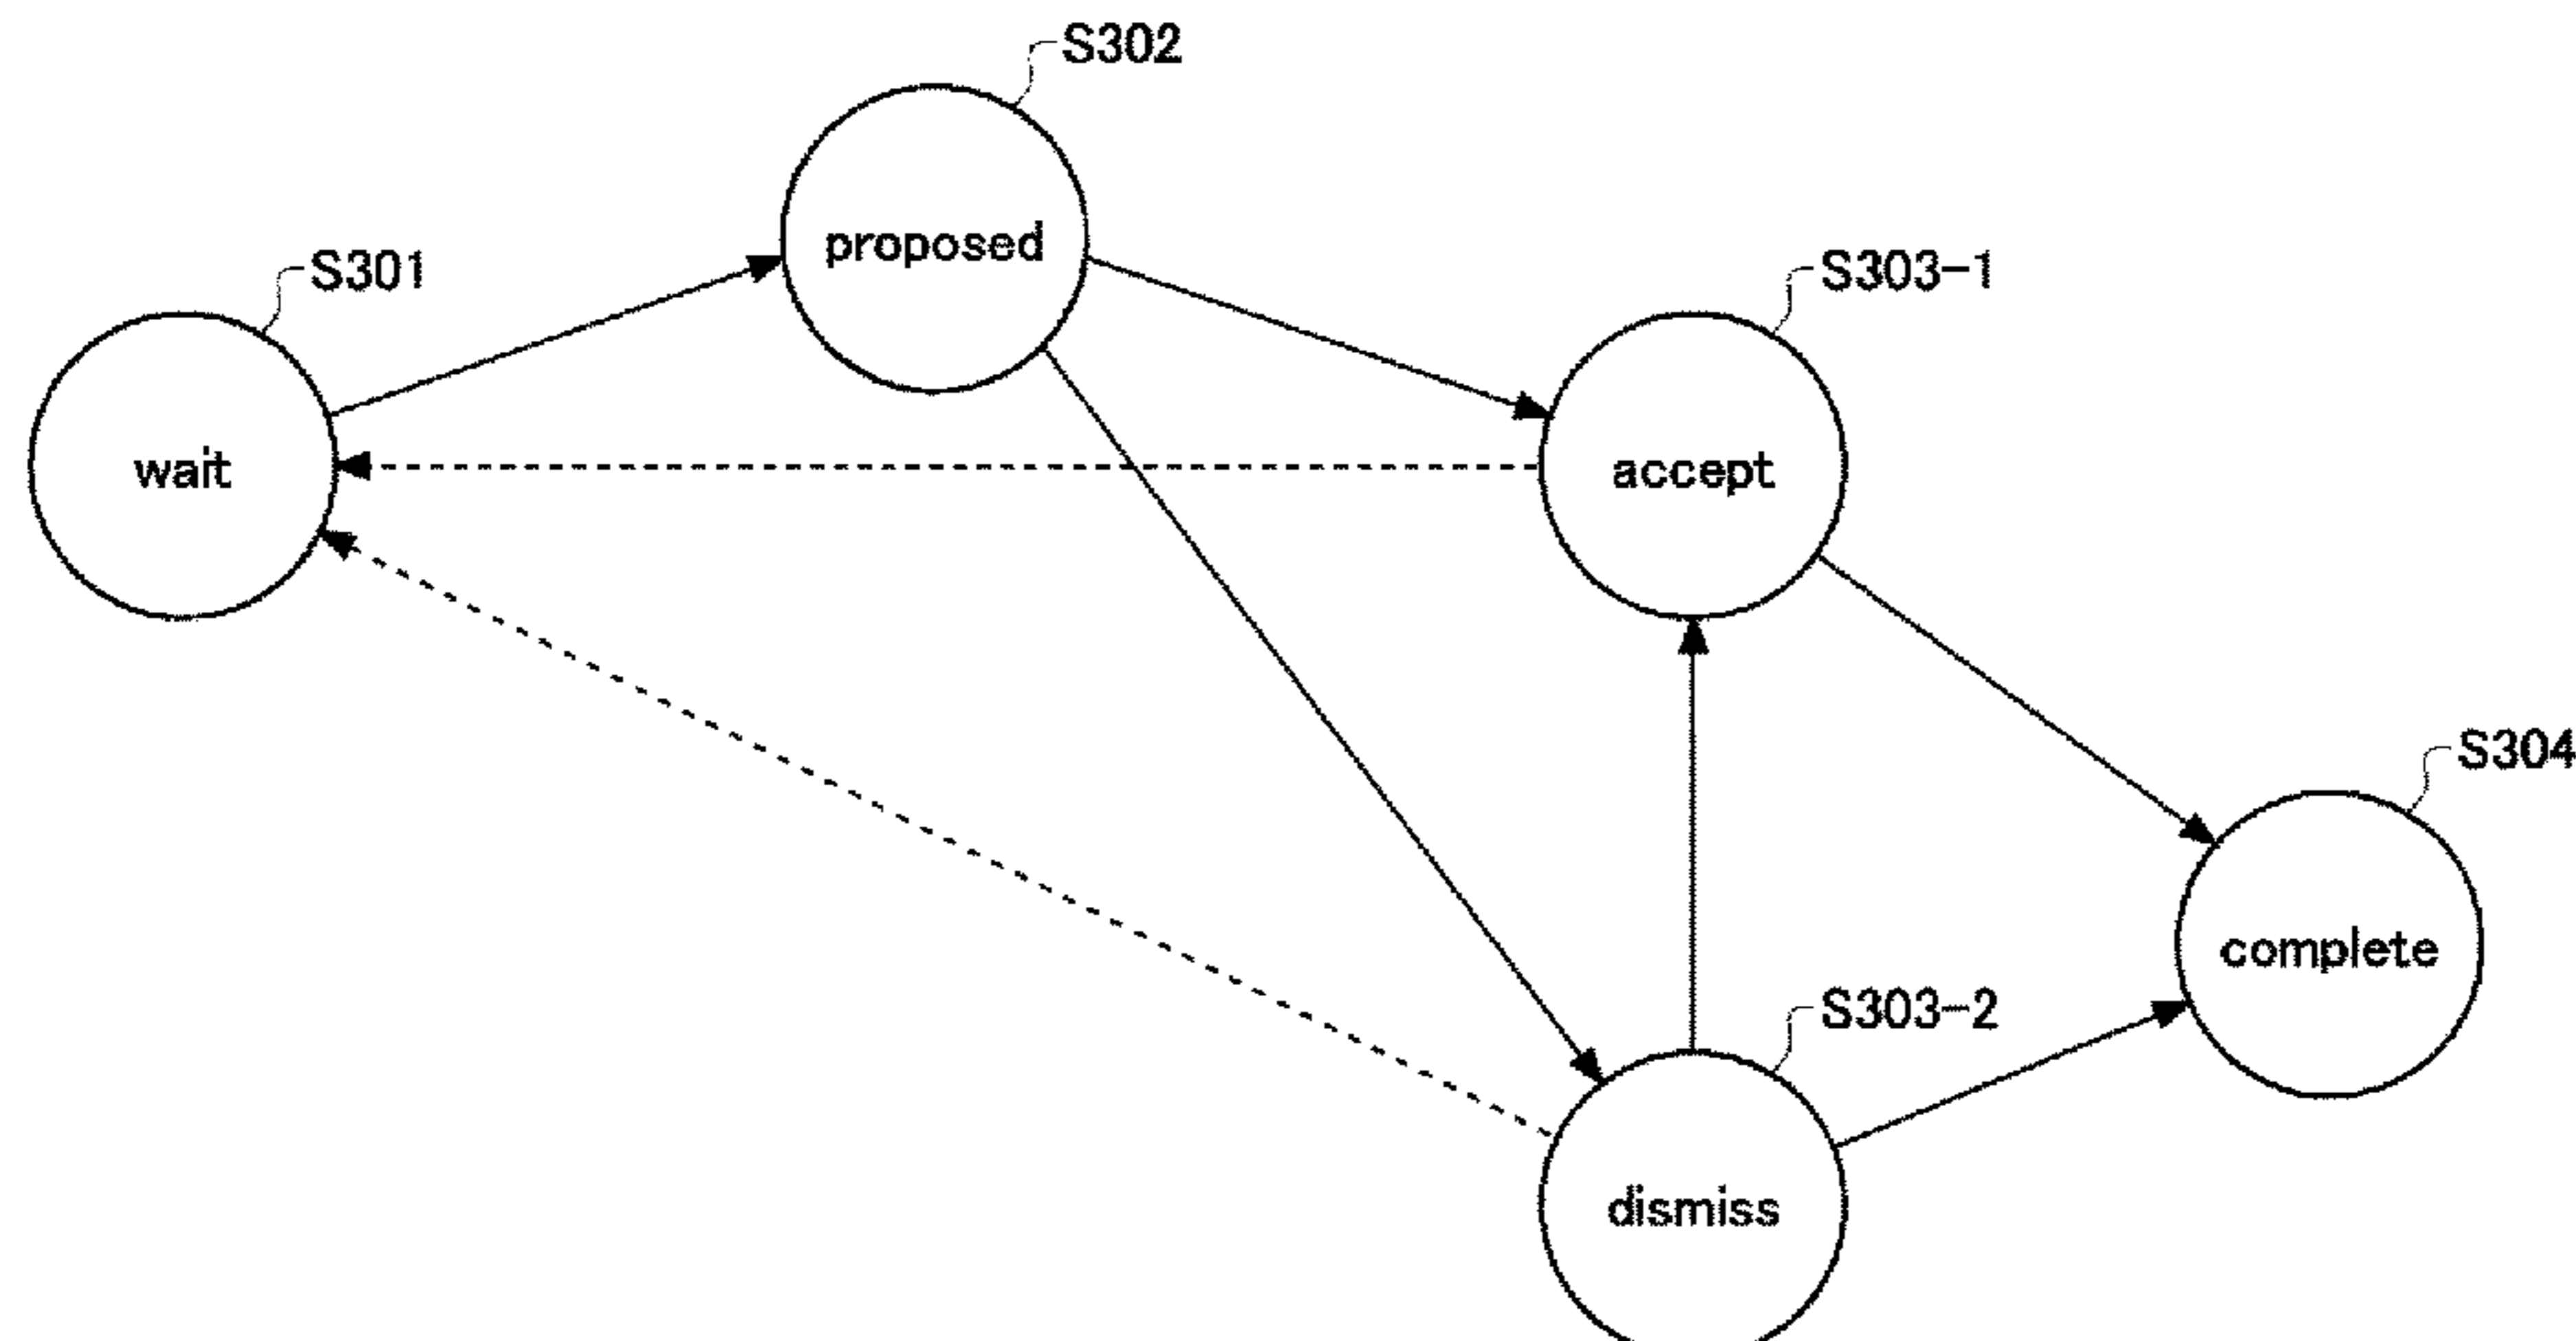 S302
proposed
S301
S303-1
wait
accept
S304
complete
S303-2
dismiss